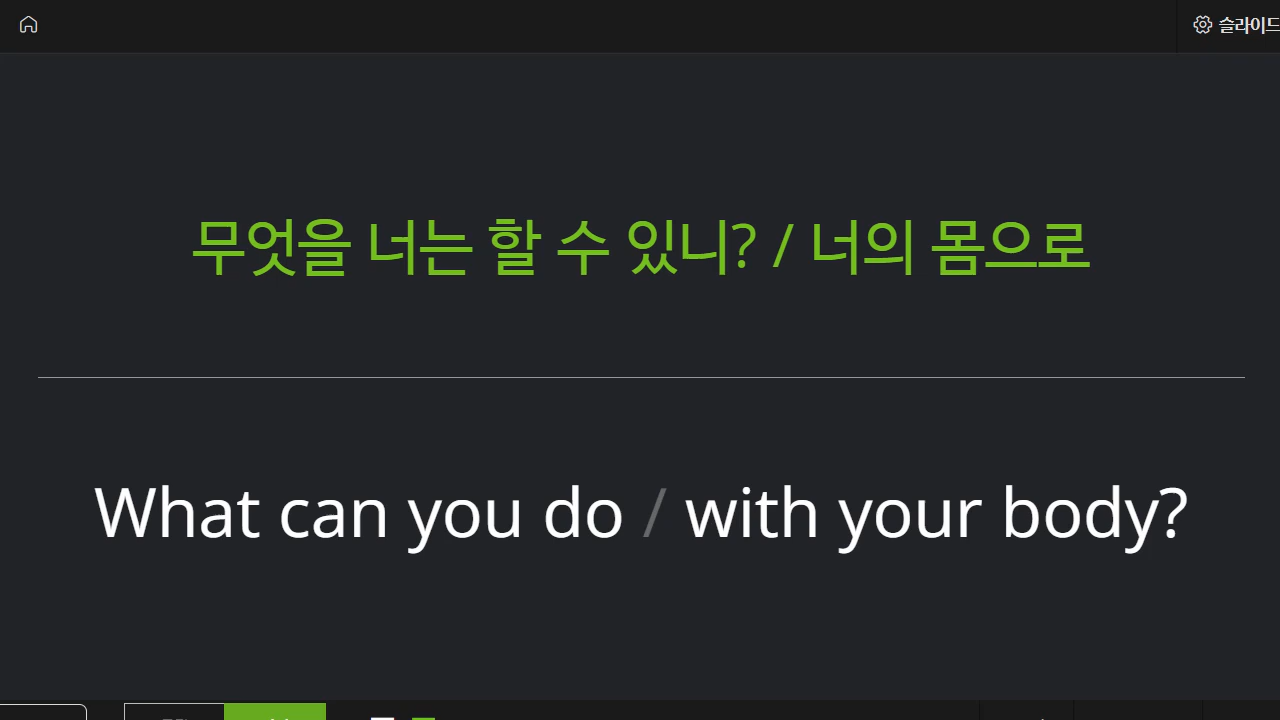 슬라이드
무엇을 너는 할 수 있니? / 너의 몸으로
What can you do / with your body?